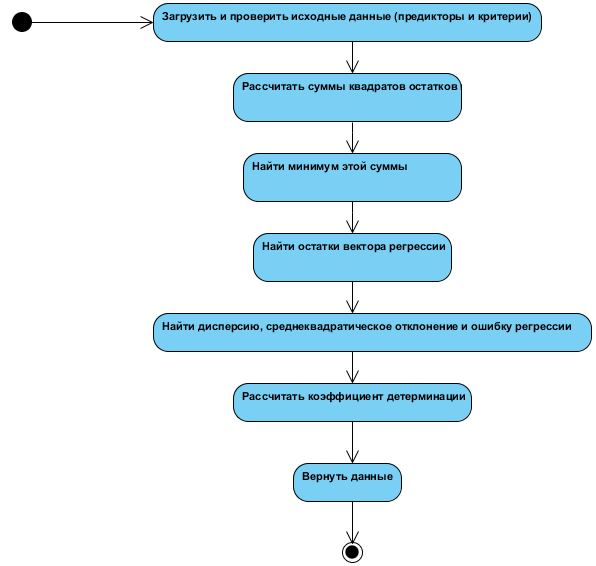 Загрузить и проверить исходные данные (предикторы и критерии)
Рассчитать суммы квадратов остатков
Найти минимум этой суммы
Найти остатки вектора регрессии
Найти дисперсию, среднеквадратическое отклонение и ошибку регрессии
Рассчитать коэффициент детерминации
Вернуть данные